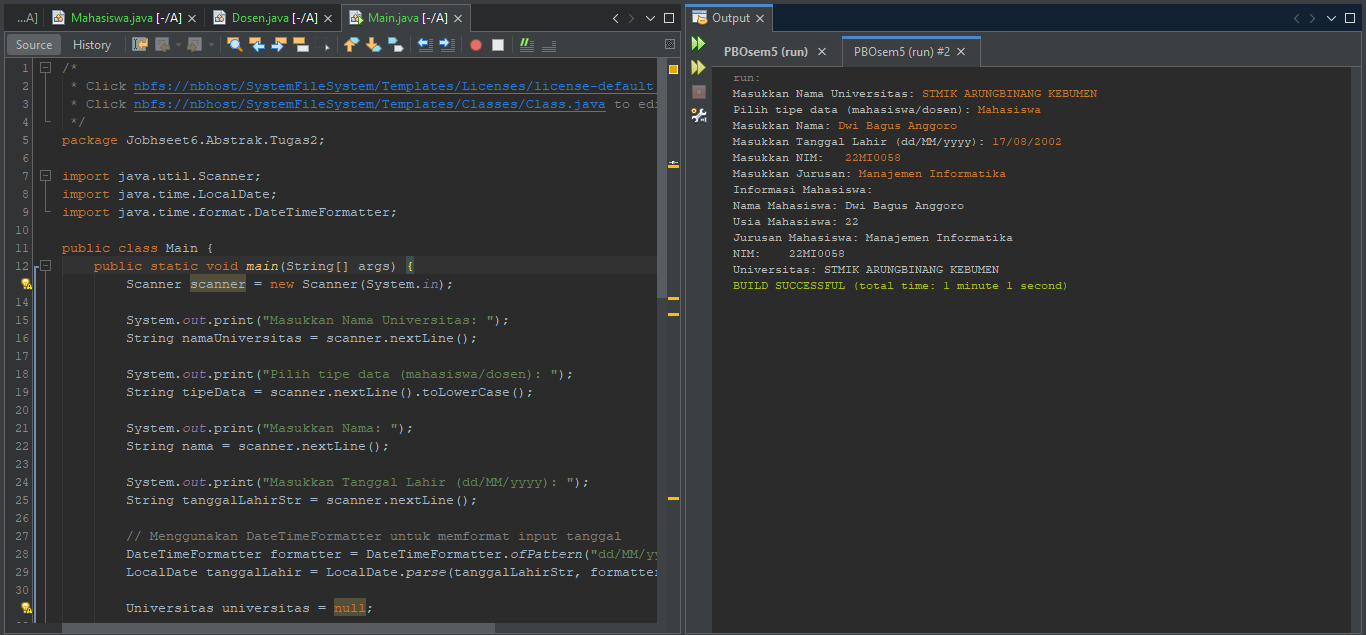 ...A] Mahasiswa.java [-/A] Dosen.java [-/A] Main.java [-/A]
Source History
1 /*
2 * Click nbfs://nbhost/SystemFileSystem/Templates/Licenses/license-default
3 * Click nbfs://nbhost/SystemFileSystem/Templates/Classes/Class.java to edi
4 */
5 package Jobhseet6.Abstrak.Tugas2;
6
7 import java.util.Scanner;
8 import java.time.LocalDate;
9 import java.time.format.DateTimeFormatter;
10
11 public class Main {
12 public static void main(String[] args) {
Scanner scanner = new Scanner(System.in);
14
15 System.out.print("Masukkan Nama Universitas: ");
16 String namaUniversitas = scanner.nextLine();
17
18 System.out.print("Pilih tipe data (mahasiswa/dosen): ");
19 String tipeData = scanner.nextLine().toLowerCase();
20
21 System.out.print("Masukkan Nama: ");
22 String nama = scanner.nextLine();
23
24 System.out.print("Masukkan Tanggal Lahir (dd/MM/yyyy): ");
25 String tanggalLahirStr = scanner.nextLine();
26
27 // Menggunakan DateTimeFormatter untuk memformat input tanggal
28 DateTimeFormatter formatter = DateTimeFormatter.ofPattern("dd/MM/yy
29 LocalDate tanggalLahir = LocalDate.parse(tanggalLahirStr, formatter
30
Universitas universitas = null;
Output
PBOsem5 (run) PBOsem5 (run) #2
run:
Masukkan Nama Universitas: STMIK ARUNGBINANG KEBUMEN
Pilih tipe data (mahasiswa/dosen): Mahasiswa
Masukkan Nama: Dwi Bagus Anggoro
Masukkan Tanggal Lahir (dd/MM/yyyy): 17/08/2002
Masukkan NIM: 22MI0058
Masukkan Jurusan: Manajemen Informatika
Informasi Mahasiswa:
Nama Mahasiswa: Dwi Bagus Anggoro
Usia Mahasiswa: 22
Jurusan Mahasiswa: Manajemen Informatika
NIM: 22MI0058
Universitas: STMIK ARUNGBINANG KEBUMEN
BUILD SUCCESSFUL (total time: 1 minute 1 second)